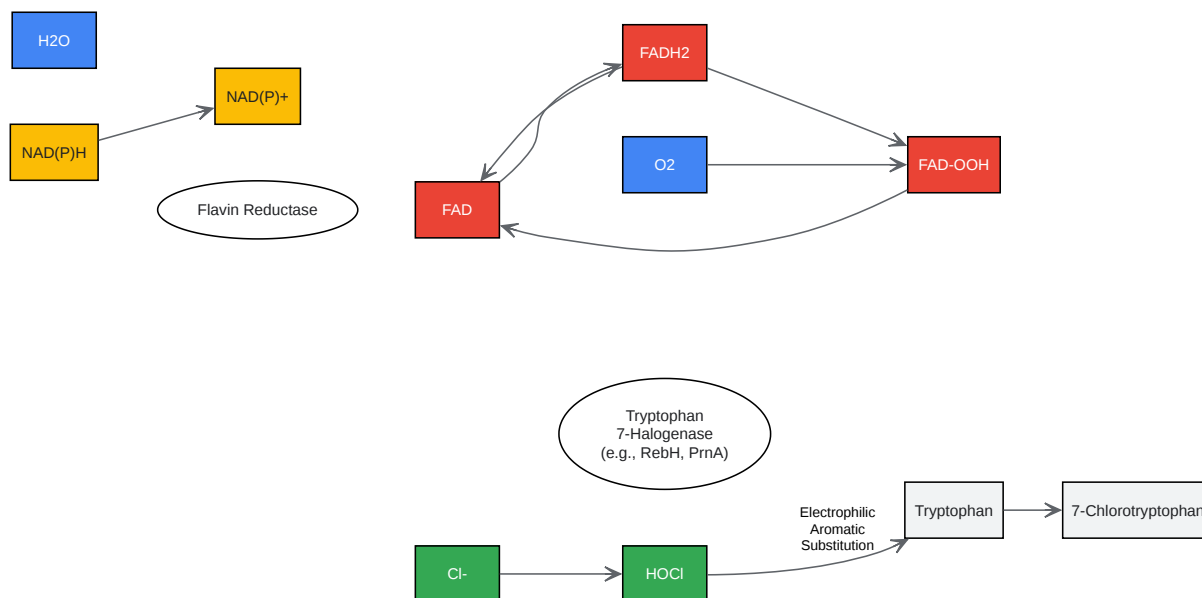 H2O
FADH2
NAD(P)+
NAD(P)H
O2
FAD-OOH
Flavin Reductase
FAD
Tryptophan
7-Halogenase
(e.g., RebH, PrnA)
Electrophilic
Aromatic
Substitution
Tryptophan
7-Chlorotryptophan
Cl-
HOCl